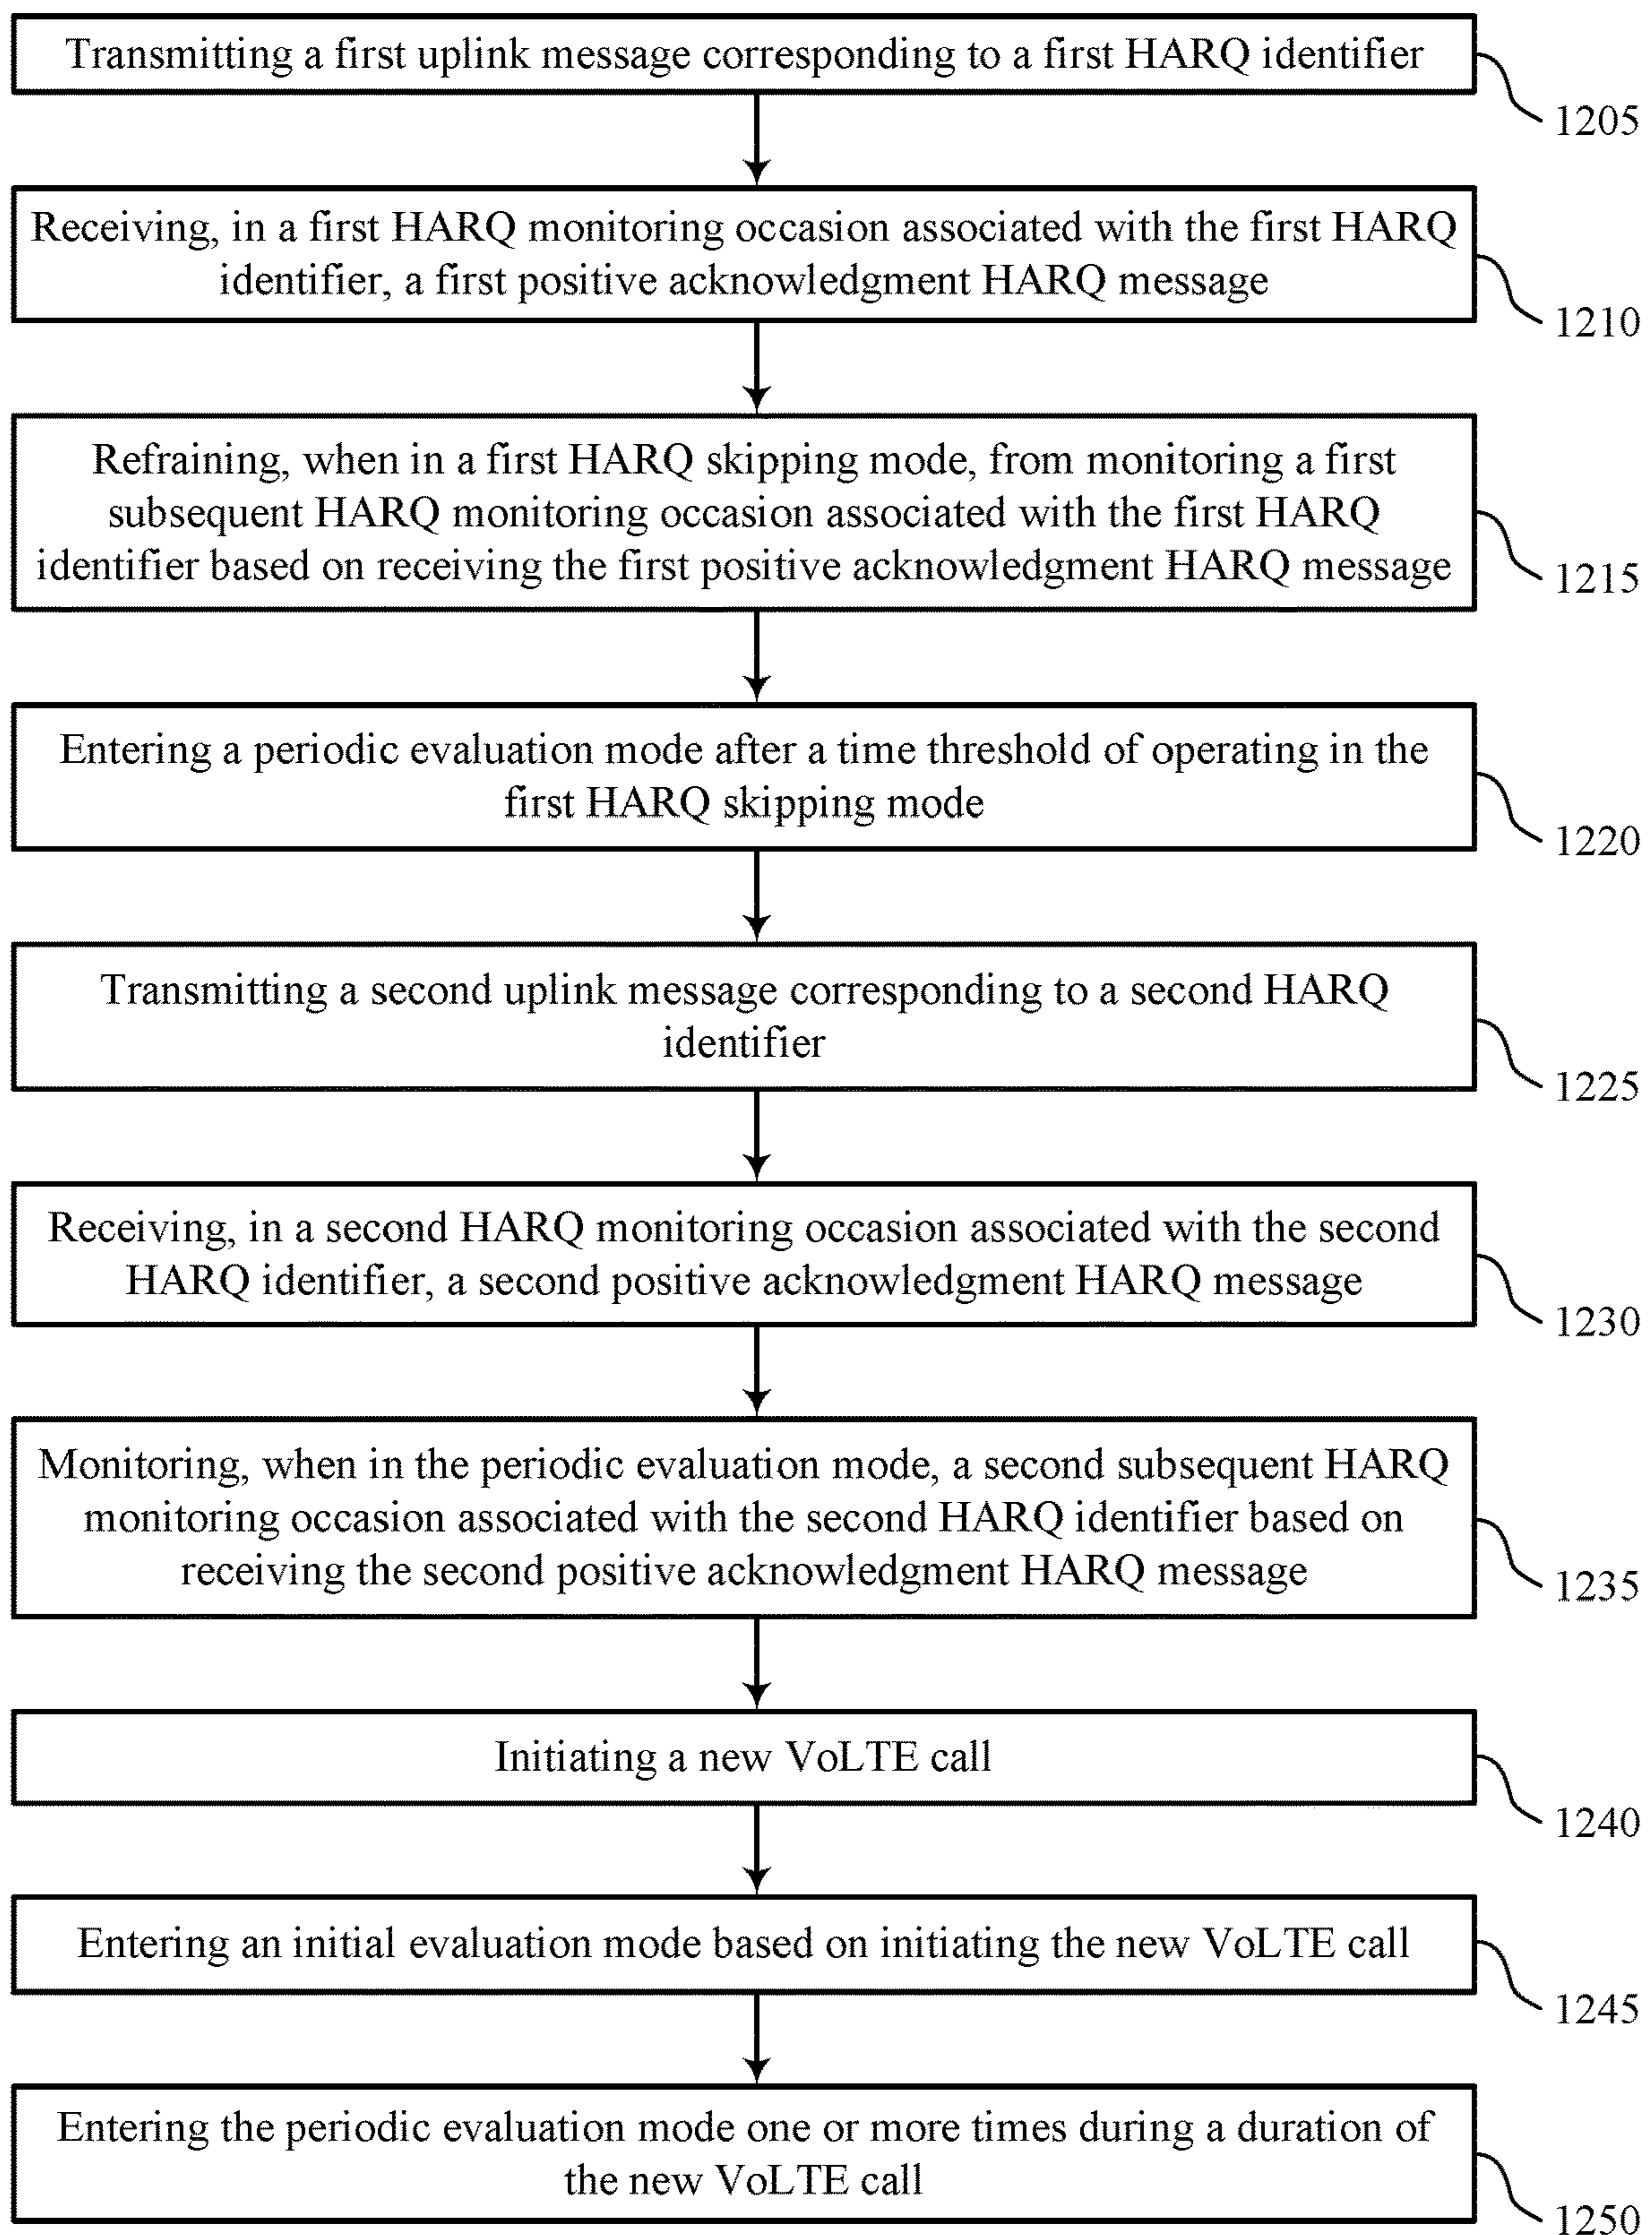 Transmitting a first uplink message corresponding to a first HARQ identifier
1205
Receiving, in a first HARQ monitoring occasion associated with the first HARQ
identifier, a first positive acknowledgment HARQ message
1210
Refraining, when in a first HARQ skipping mode, from monitoring a first
subsequent HARQ monitoring occasion associated with the first HARQ
identifier based on receiving the first positive acknowledgment HARQ message
1215
Entering a periodic evaluation mode after a time threshold of operating in the
first HARQ skipping mode
1220
Transmitting a second uplink message corresponding to a second HARQ
identifier
1225
Receiving, in a second HARQ monitoring occasion associated with the second
HARQ identifier, a second positive acknowledgment HARQ message
1230
Monitoring, when in the periodic evaluation mode, a second subsequent HARQ
monitoring occasion associated with the second HARQ identifier based on
receiving the second positive acknowledgment HARQ message
1235
Initiating a new VoLTE call
1240
Entering an initial evaluation mode based on initiating the new VoLTE call
1245
Entering the periodic evaluation mode one or more times during a duration of
the new VoLTE call
1250